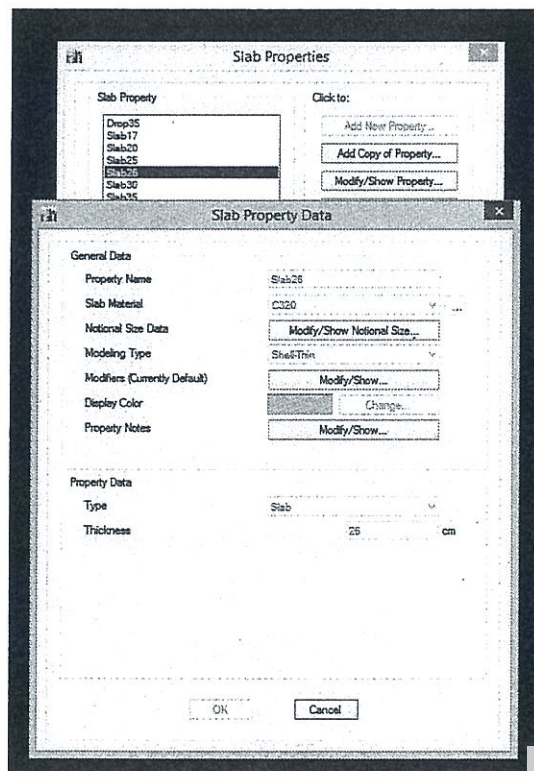 Slab Properties
Slab Property
Click to:
Drop35
Slab17
Slab20
Slab25
Slab26
Slab30
Slab35
Add New Property...
Add Copy of Property...
Modify/Show Property...
Slab Property Data
General Data
Property Name
Slab26
Slab Material
C320
...
Notional Size Data
Modify/Show Notional Size...
Modeling Type
Shell-Thin
Modifiers (Currently Default)
Modify/Show...
Display Color
Change...
Property Notes
Modify/Show...
Property Data
Type
Slab
Thickness
26
cm
OK
Cancel